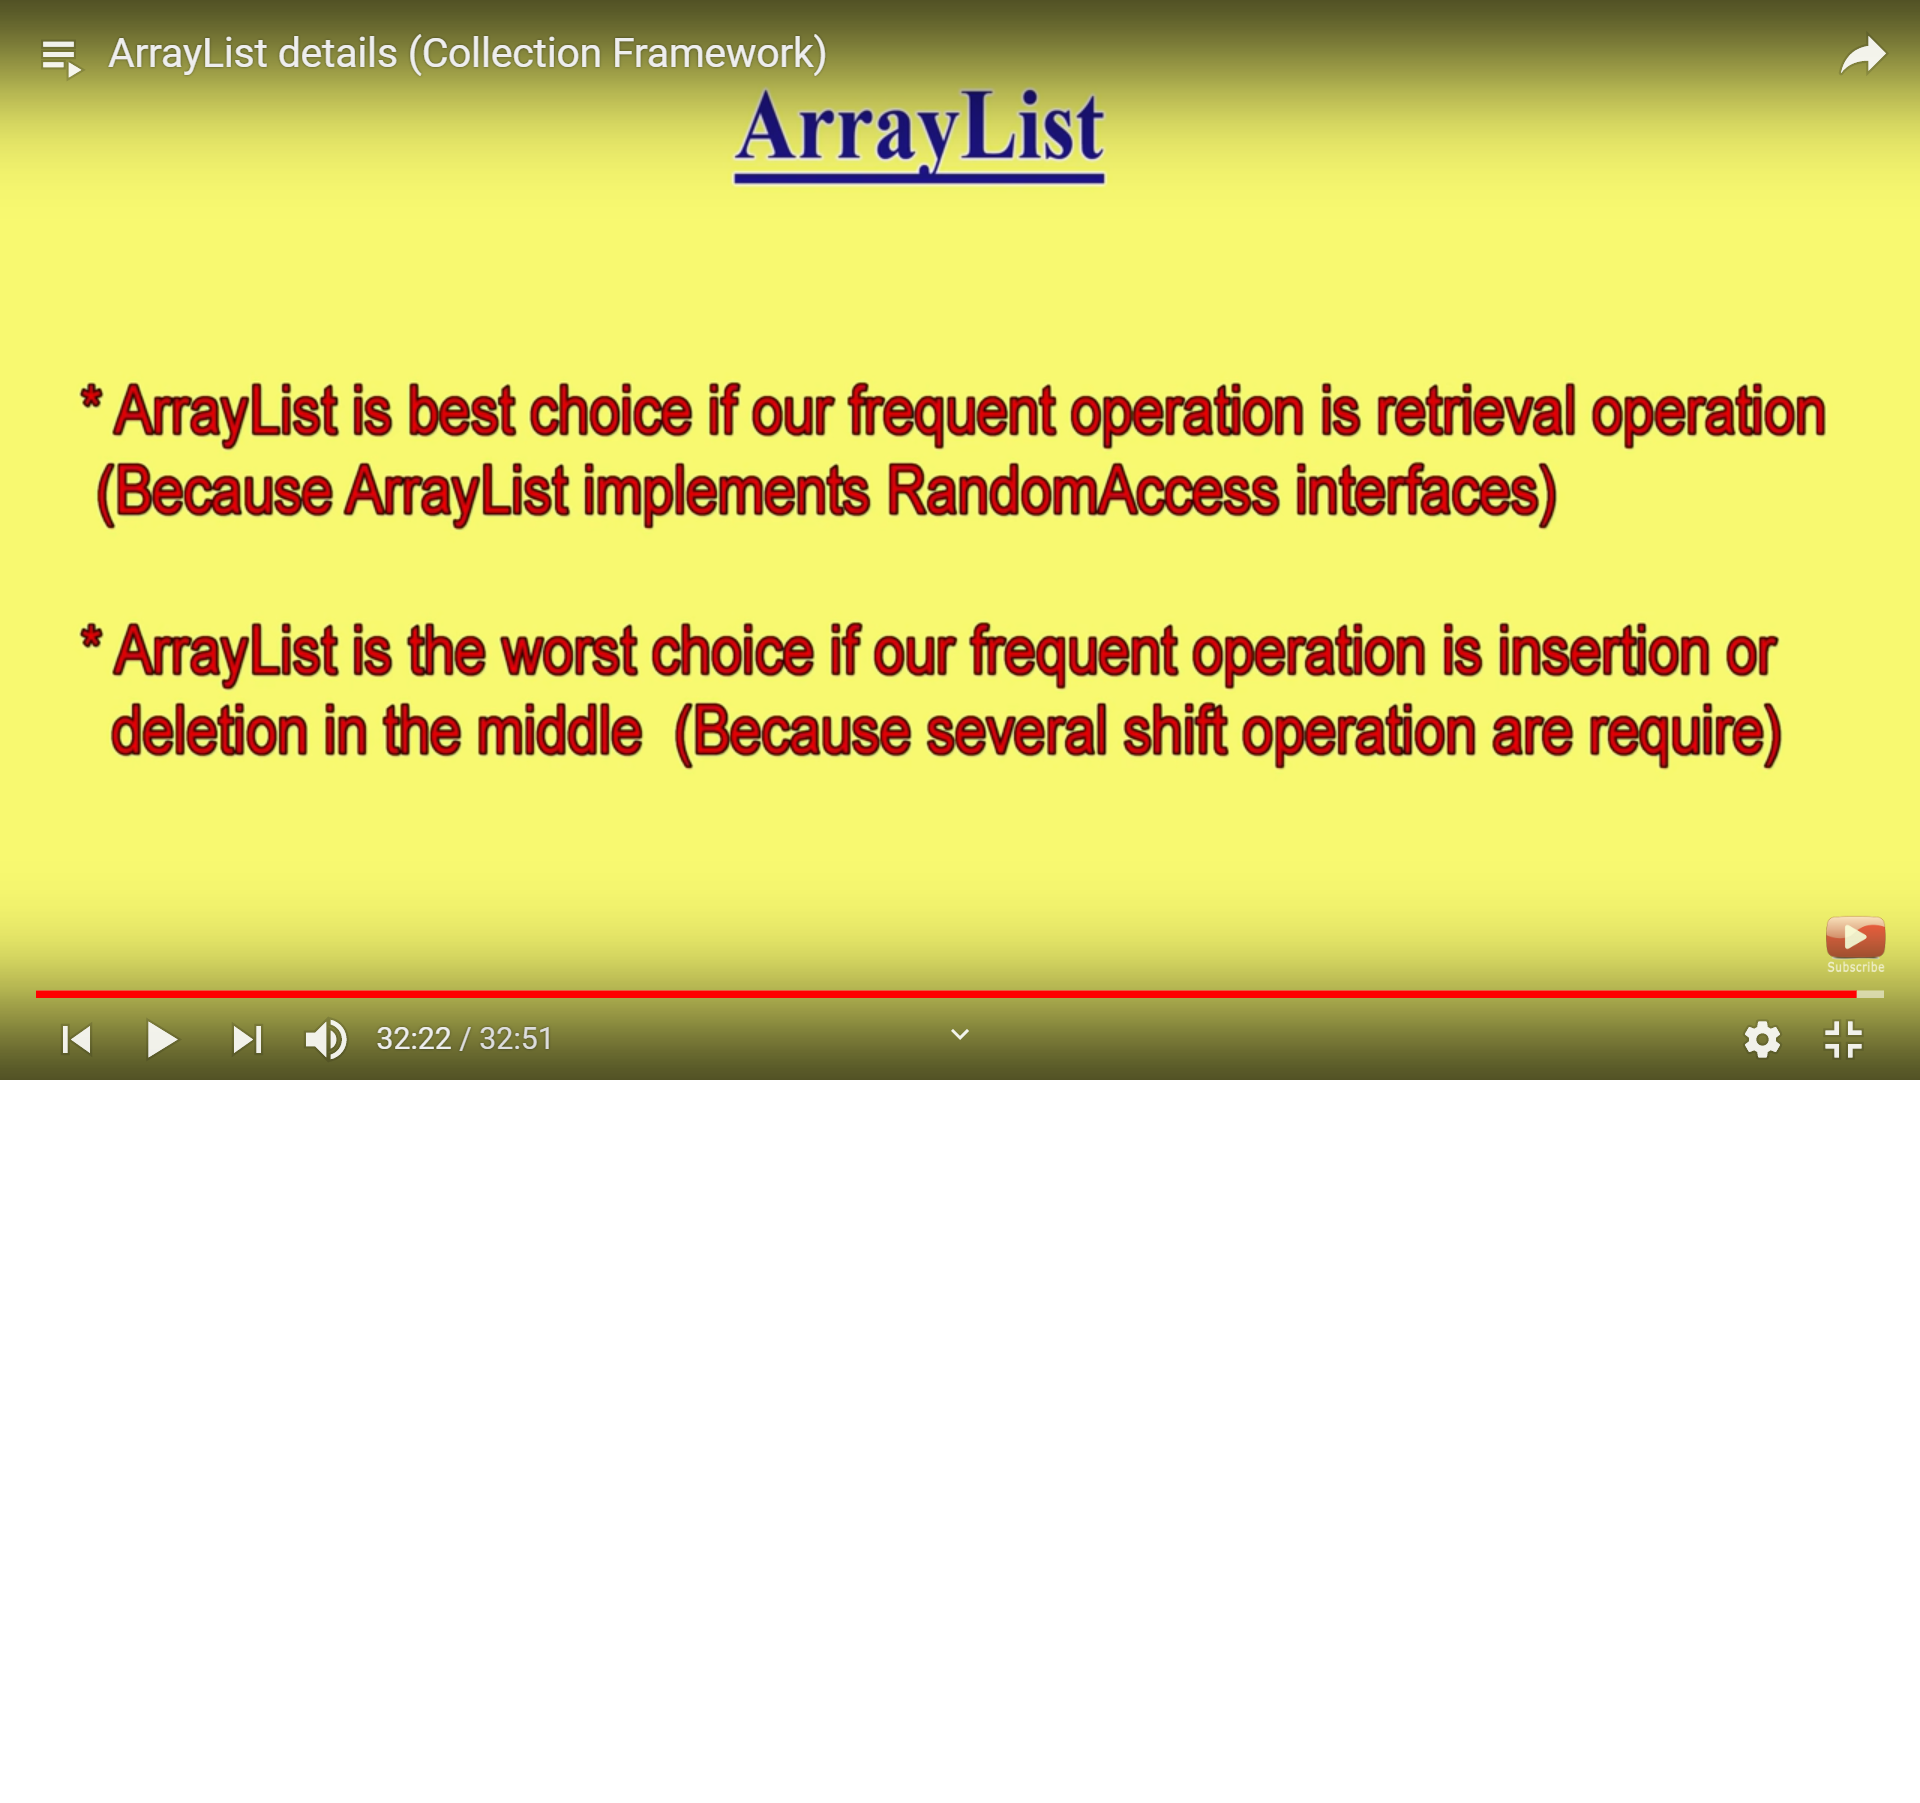 ArrayList details (Collection Framework)
ArrayList
* ArrayList is best choice if our frequent operation is retrieval operation
(Because ArrayList implements RandomAccess interfaces)
* ArrayList is the worst choice if our frequent operation is insertion or
deletion in the middle (Because several shift operation are require)
Subscribe
32:22 / 32:51